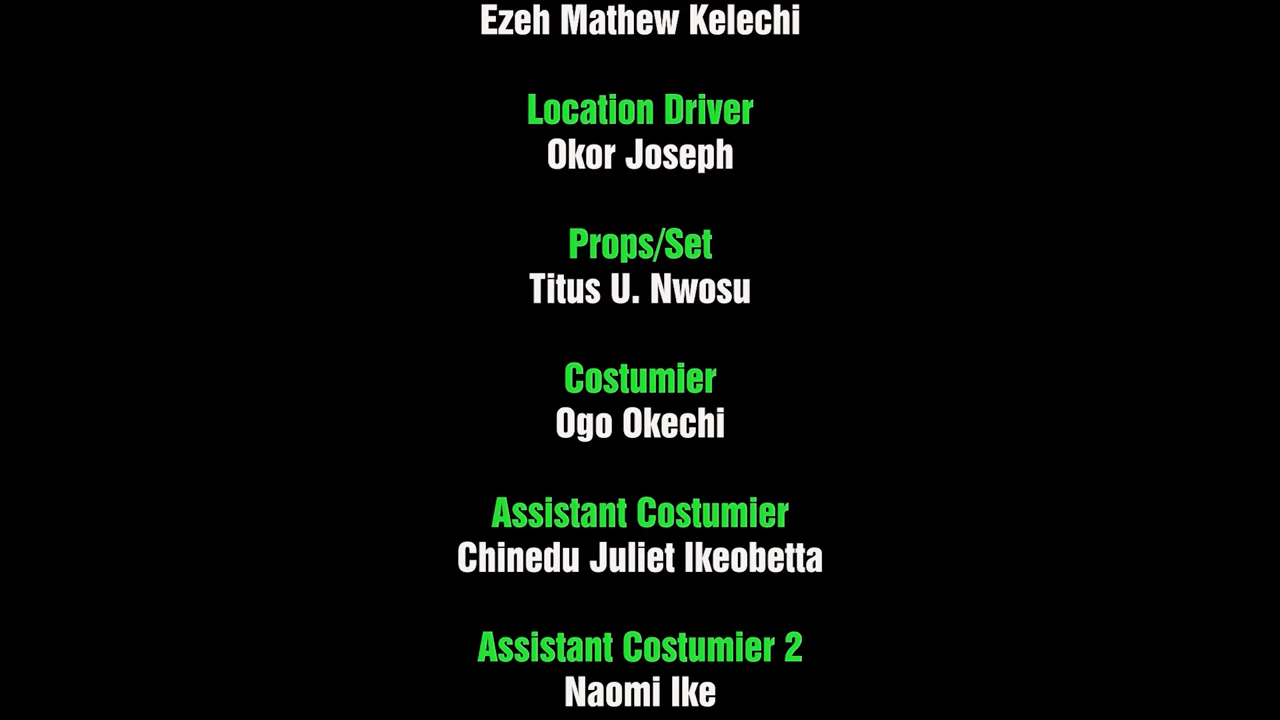 Ezeh Mathew Kelechi
Location Driver
Okor Joseph
Props/Set
Titus U. Nwosu
Costumier
Ogo Okechi
Assistant Costumier
Chinedu Juliet Ikeobetta
Assistant Costumier 2
Naomi Ike